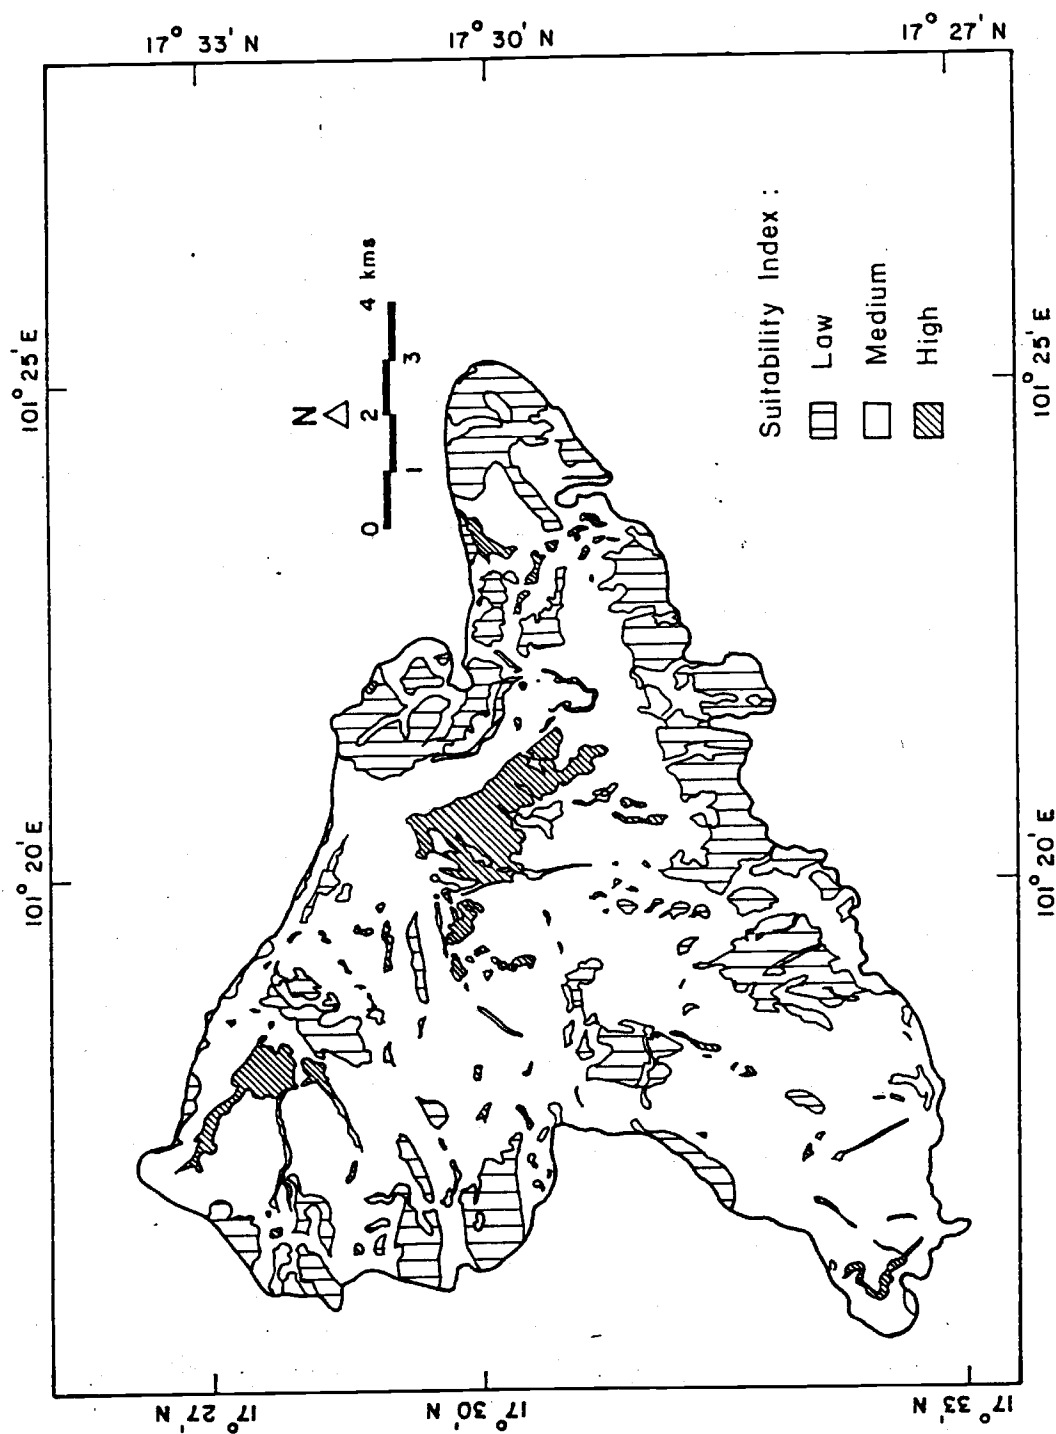 17° 33' N
17° 30' N
17° 27' N
101° 25' E
101° 20' E
N
0
1
2
3
4 kms
Suitability Index :
Law
Medium
High
101° 25' E
101° 20' E
17° 27' N
17° 30' N
17° 33' N